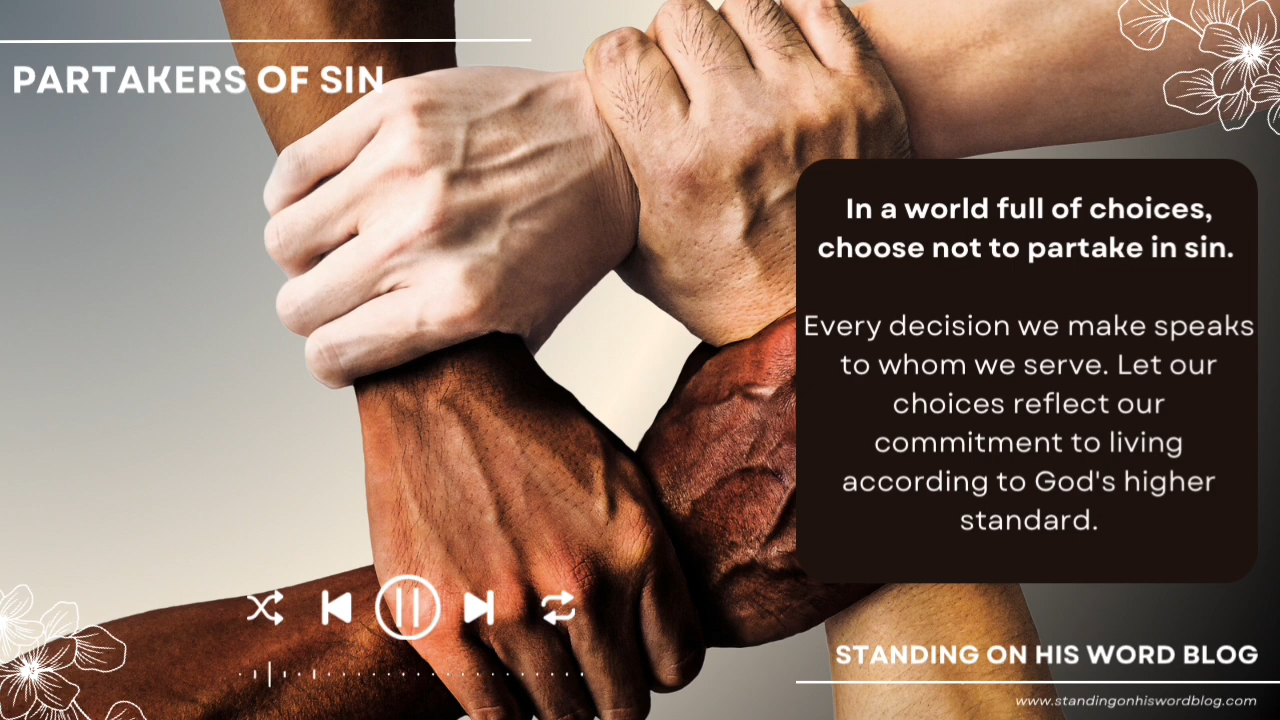 PARTAKERS OF SIN
In a world full of choices,
choose not to partake in sin.
Every decision we make speaks
to whom we serve. Let our
choices reflect our
commitment to living
according to God's higher
standard.
STANDING ON HIS WORD BLOG
www.standingonhiswordblog.com